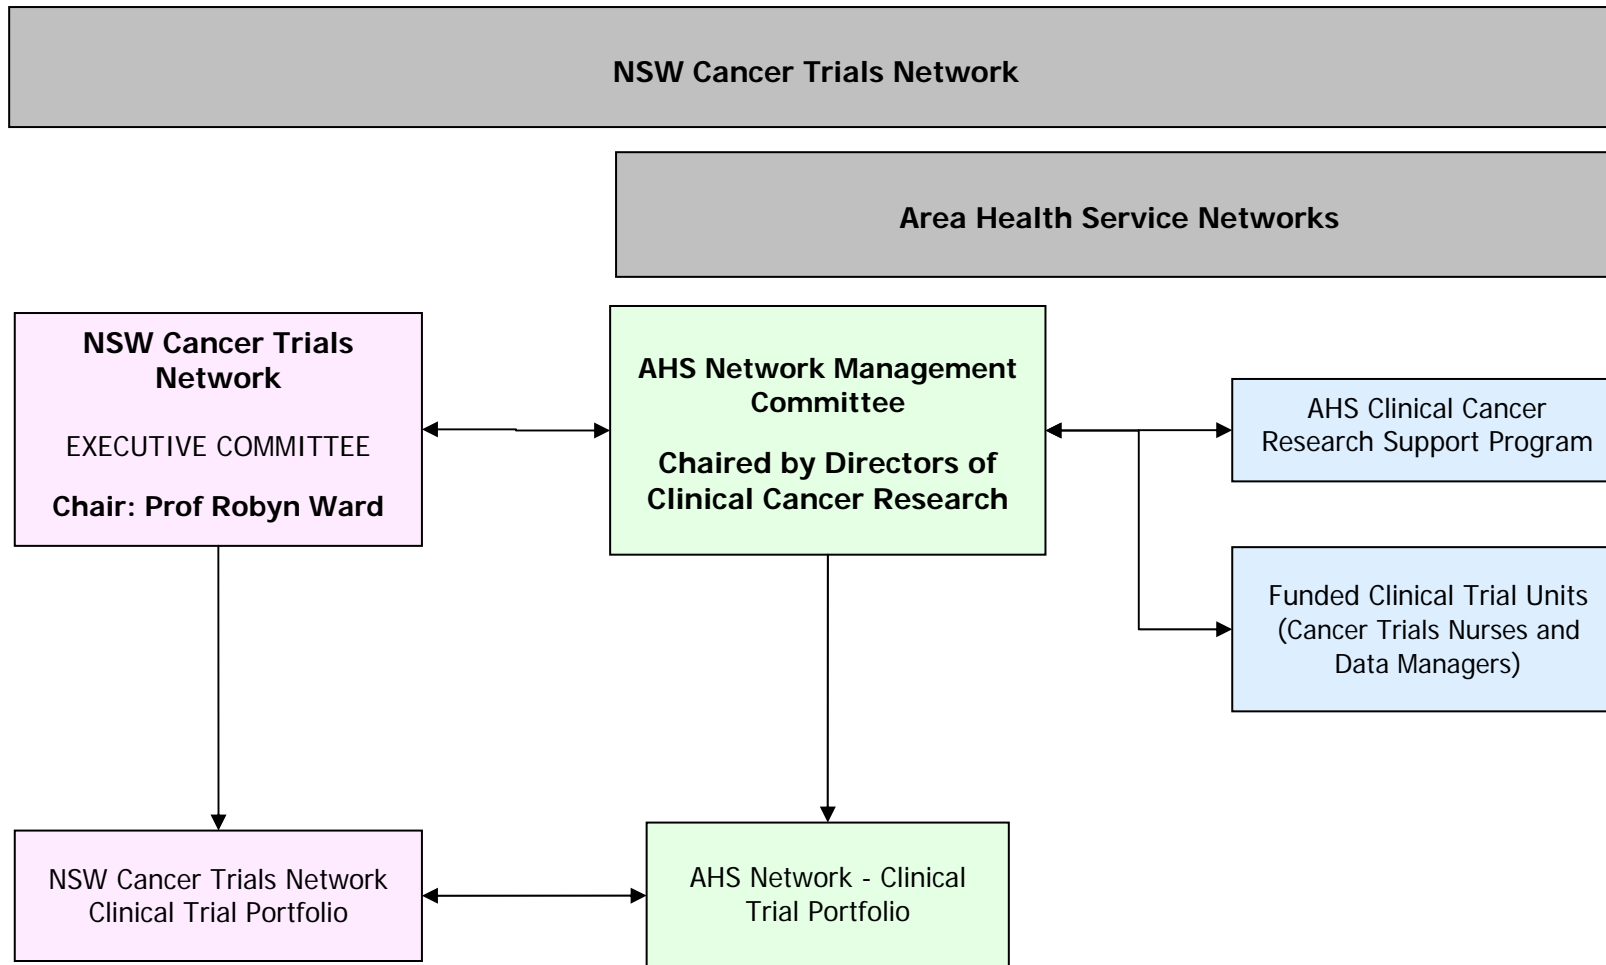 NSW Cancer Trials Network
Area Health Service Networks
NSW Cancer Trials
Network
EXECUTIVE COMMITTEE
Chair: Prof Robyn Ward
AHS Network Management
Committee
Chaired by Directors of
Clinical Cancer Research
AHS Clinical Cancer
Research Support Program
Funded Clinical Trial Units
(Cancer Trials Nurses and
Data Managers)
NSW Cancer Trials Network
Clinical Trial Portfolio
AHS Network - Clinical
Trial Portfolio